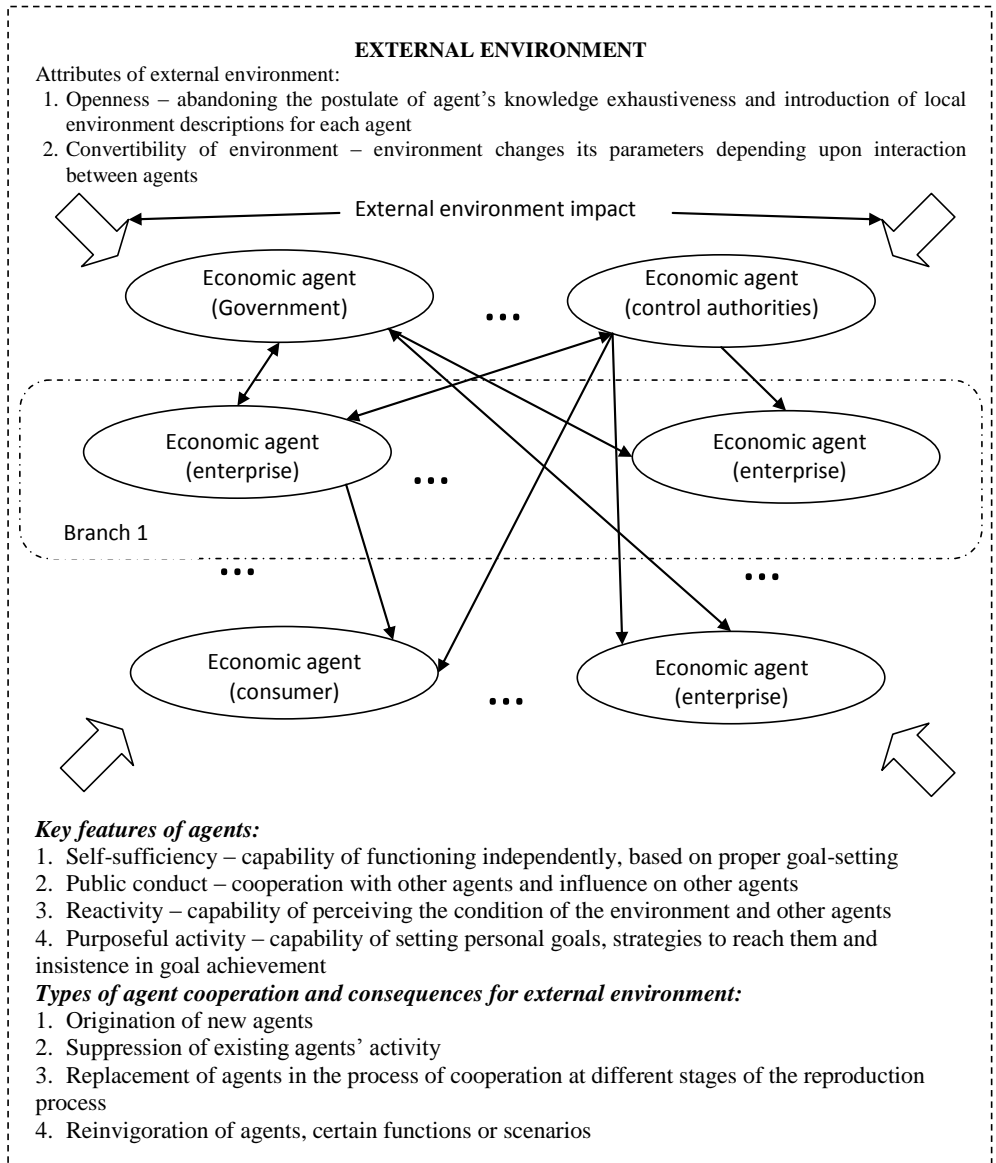 EXTERNAL ENVIRONMENT
Attributes of external environment:
1. Openness – abandoning the postulate of agent's knowledge exhaustiveness and introduction of local
environment descriptions for each agent
2. Convertibility of environment – environment changes its parameters depending upon interaction
between agents
External environment impact
Economic agent
(Government)
...
Economic agent
(control authorities)
Economic agent
(enterprise)
...
Economic agent
(enterprise)
Branch 1
...
...
Economic agent
(consumer)
...
Economic agent
(enterprise)
Key features of agents:
1. Self-sufficiency – capability of functioning independently, based on proper goal-setting
2. Public conduct – cooperation with other agents and influence on other agents
3. Reactivity – capability of perceiving the condition of the environment and other agents
4. Purposeful activity – capability of setting personal goals, strategies to reach them and
insistence in goal achievement
Types of agent cooperation and consequences for external environment:
1. Origination of new agents
2. Suppression of existing agents' activity
3. Replacement of agents in the process of cooperation at different stages of the reproduction
process
4. Reinvigoration of agents, certain functions or scenarios